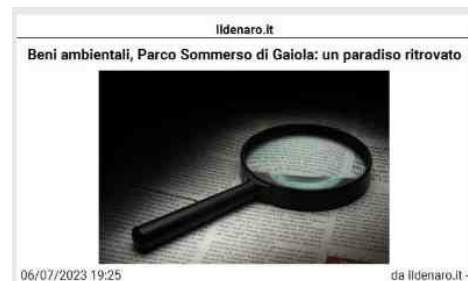 Ildenaro.it
Beni ambientali, Parco Sommerso di Gaiola: un paradiso ritrovato
06/07/2023 19:25
da Ildenaro.it -